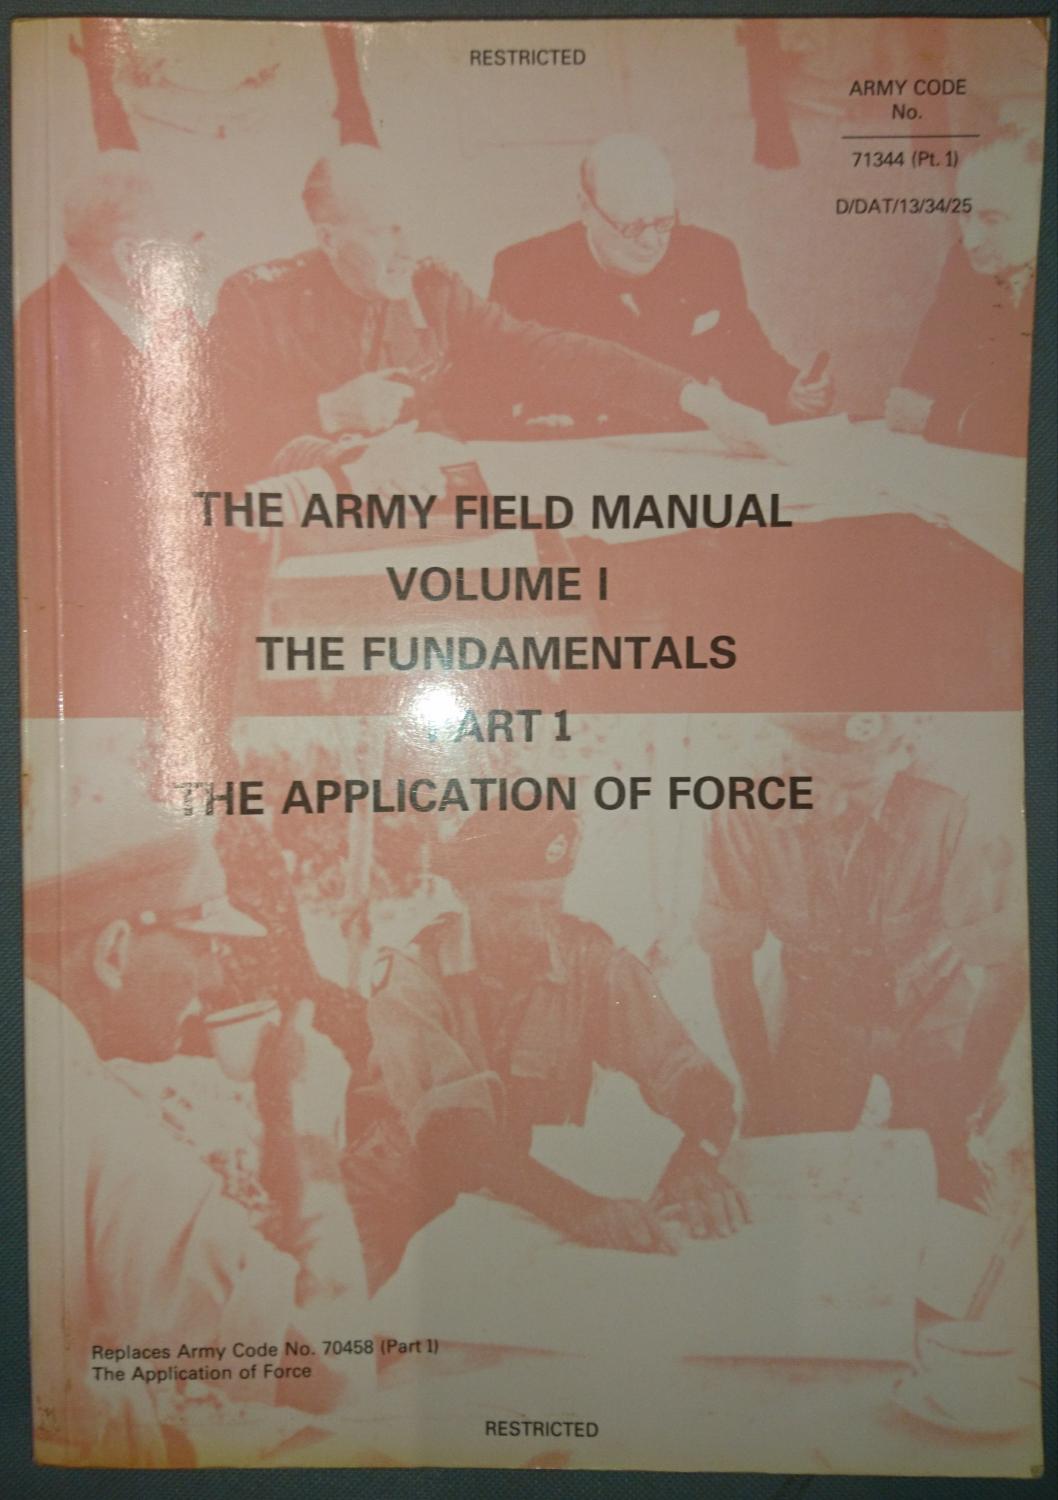 RESTRICTED
ARMY CODE
No.
71344 (Pt. 1)
D/DAT/13/34/25
THE ARMY FIELD MANUAL
VOLUME I
THE FUNDAMENTALS
PART 1
THE APPLICATION OF FORCE
Replaces Army Code No. 70458 (Part 1)
The Application of Force
RESTRICTED